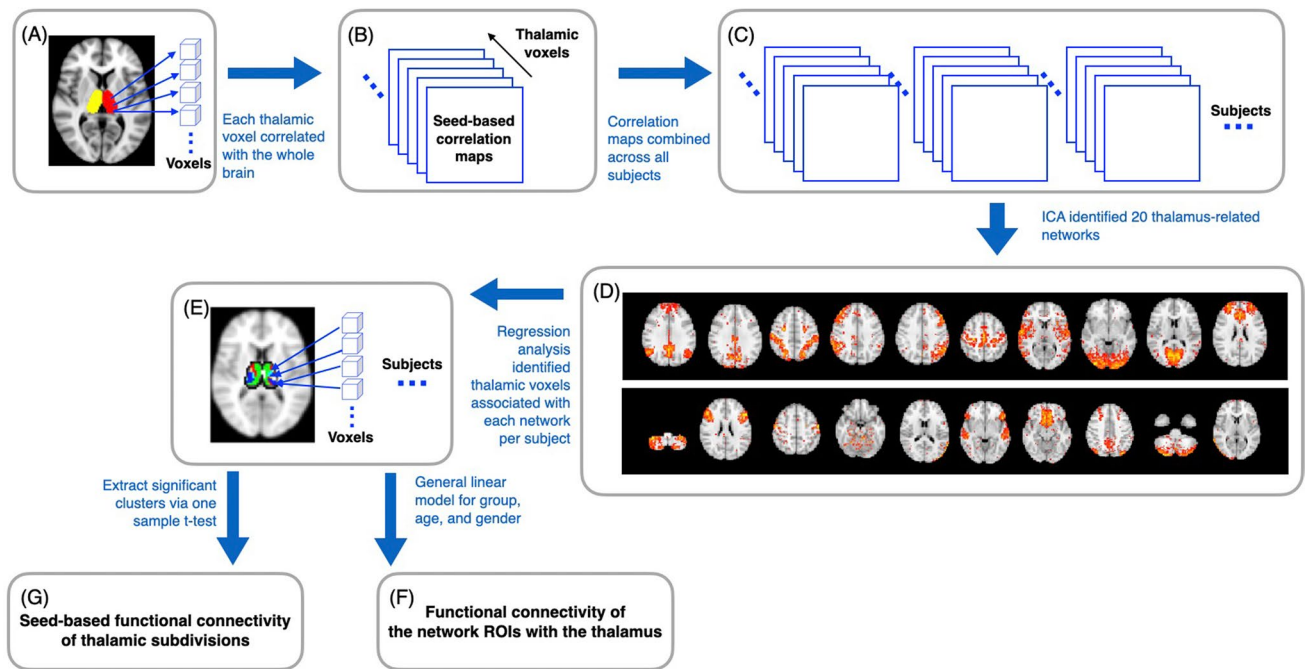 (A)
Voxels
Each thalamic
voxel correlated
with the whole
brain
(B)
Thalamic
voxels
Seed-based
correlation
maps
Correlation
maps combined
across all
subjects
(C)
Subjects
ICA identified 20 thalamus-related
networks
(D)
Regression
analysis
identified
thalamic voxels
associated with
each network
per subject
(E)
Subjects
Voxels
Extract significant
clusters via one
sample t-test
General linear
model for group,
age, and gender
(G)
Seed-based functional connectivity
of thalamic subdivisions
(F)
Functional connectivity of
the network ROIs with the thalamus